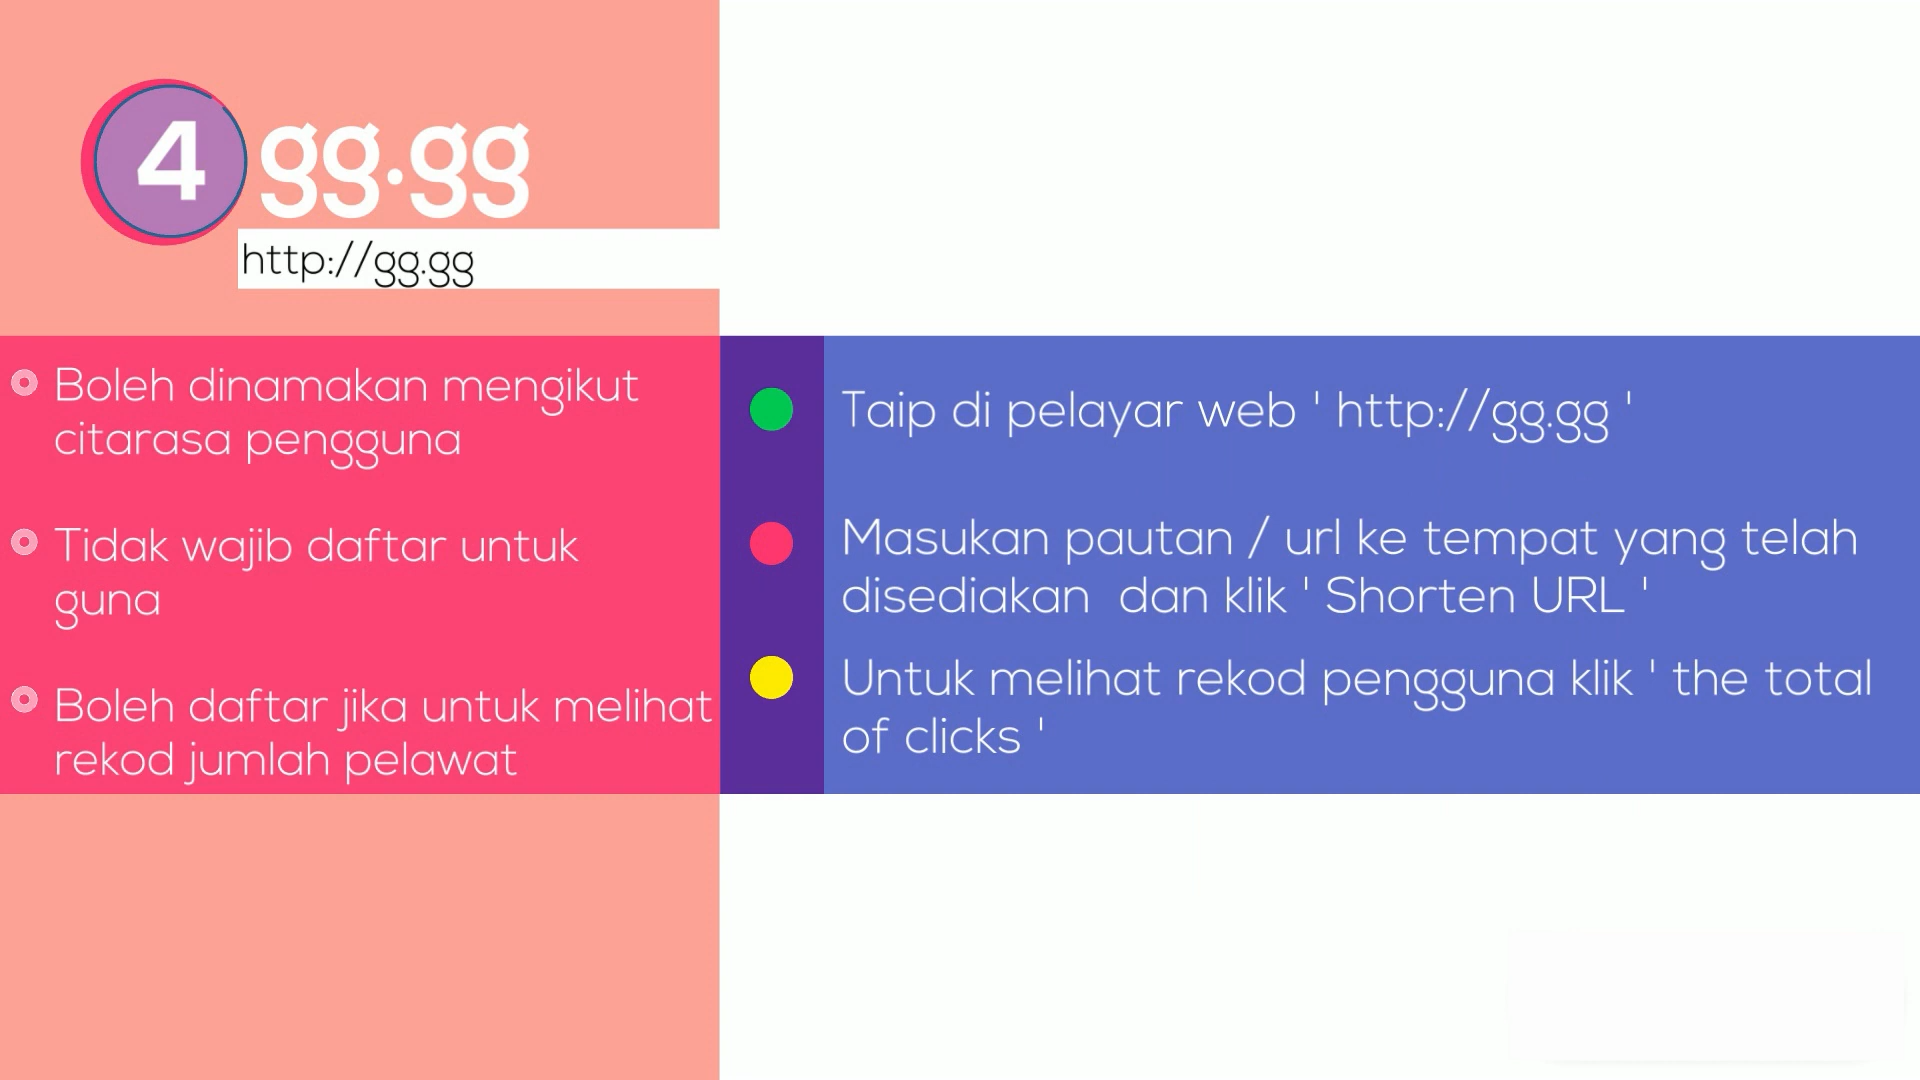 4 gg.gg
http://gg.gg
Boleh dinamakan mengikut
citarasa pengguna
Tidak wajib daftar untuk
guna
Boleh daftar jika untuk melihat
rekod jumlah pelawat
Taip di pelayar web ' http://gg.gg '
Masukan pautan / url ke tempat yang telah
disediakan  dan klik ' Shorten URL '
Untuk melihat rekod pengguna klik ' the total
of clicks '